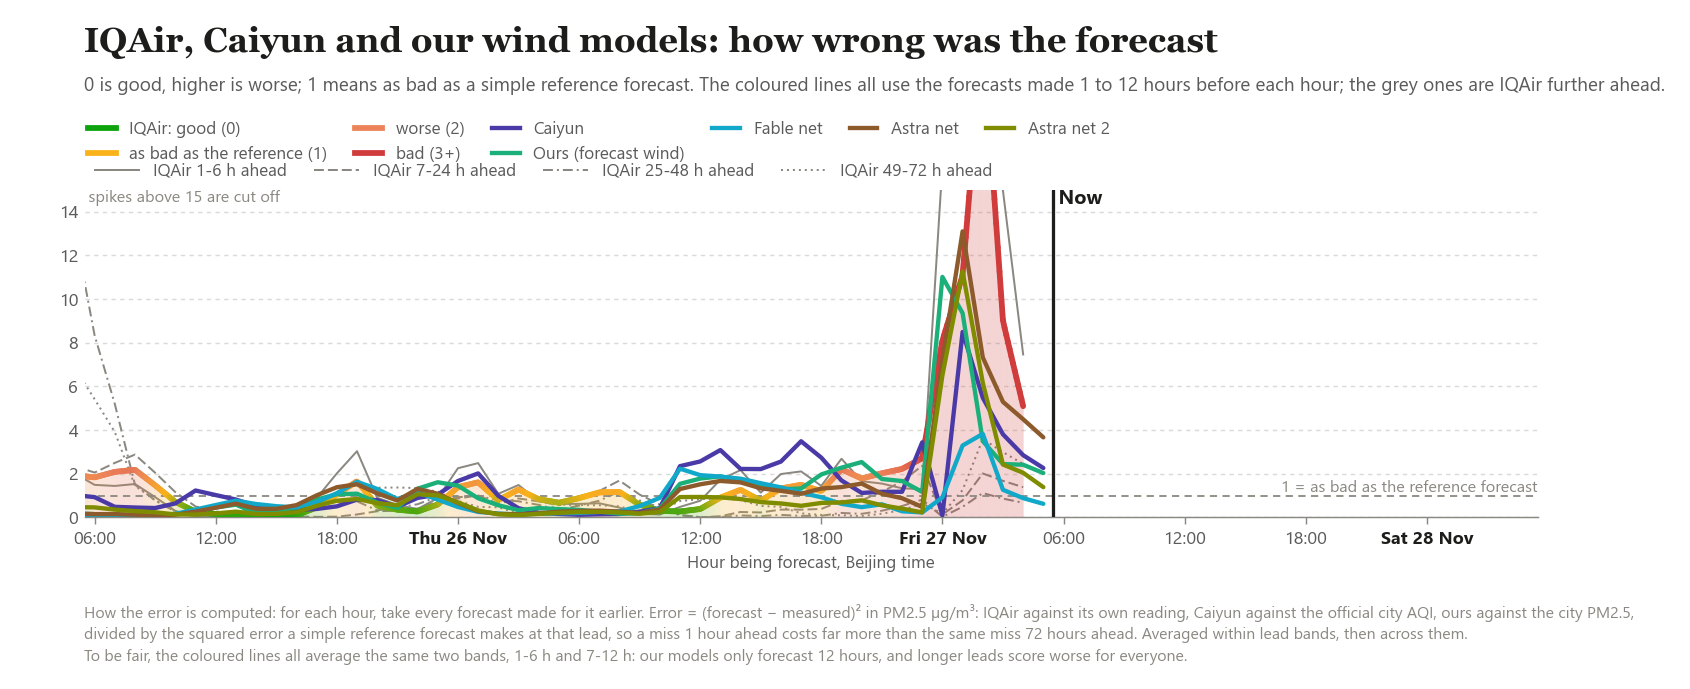 IQAir, Caiyun and our wind models: how wrong was the forecast
0 is good, higher is worse; 1 means as bad as a simple reference forecast. The coloured lines all use the forecasts made 1 to 12 hours before each hour; the grey ones are IQAir further ahead.
IQAir: good (0) worse (2) Caiyun Fable net Astra net Astra net 2
as bad as the reference (1) bad (3+) Ours (forecast wind)
IQAir 1-6 h ahead IQAir 7-24 h ahead IQAir 25-48 h ahead IQAir 49-72 h ahead
spikes above 15 are cut off
Now
14
12
10
8
6
4
2
1 = as bad as the reference forecast
0
06:00 12:00 18:00 Thu 26 Nov 06:00 12:00 18:00 Fri 27 Nov 06:00 12:00 18:00 Sat 28 Nov
Hour being forecast, Beijing time
How the error is computed: for each hour, take every forecast made for it earlier. Error = (forecast − measured)² in PM2.5 µg/m³: IQAir against its own reading, Caiyun against the official city AQI, ours against the city PM2.5,
divided by the squared error a simple reference forecast makes at that lead, so a miss 1 hour ahead costs far more than the same miss 72 hours ahead. Averaged within lead bands, then across them.
To be fair, the coloured lines all average the same two bands, 1-6 h and 7-12 h: our models only forecast 12 hours, and longer leads score worse for everyone.